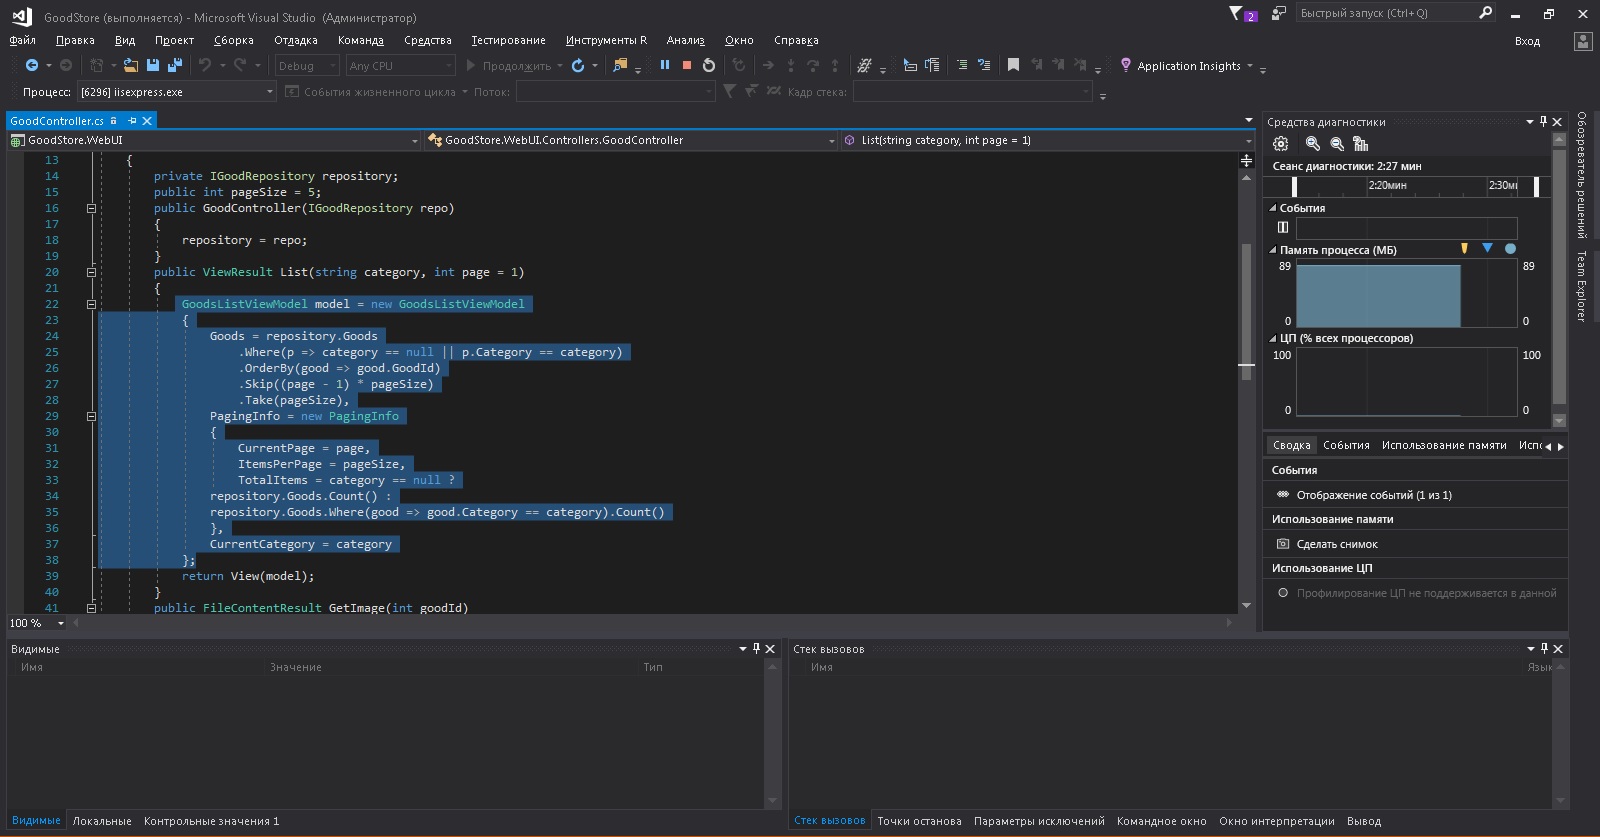 GoodStore (выполняется) - Microsoft Visual Studio (Администратор)
2
Быстрый запуск (Ctrl+Q)
Файл Правка Вид Проект Сборка Отладка Команда Средства Тестирование Инструменты R Анализ Окно Справка
Вход
Debug Any CPU Продолжить Application Insights
Процесс: [6296] iisexpress.exe События жизненного цикла Поток: Кадр стека:
GoodController.cs
GoodStore.WebUI GoodStore.WebUI.Controllers.GoodController List(string category, int page = 1)
13 {
14 private IGoodRepository repository;
15 public int pageSize = 5;
16 public GoodController(IGoodRepository repo)
17 {
18 repository = repo;
19 }
20 public ViewResult List(string category, int page = 1)
21 {
22 GoodsListViewModel model = new GoodsListViewModel
23 {
24 Goods = repository.Goods
25 .Where(p => category == null || p.Category == category)
26 .OrderBy(good => good.GoodId)
27 .Skip((page - 1) * pageSize)
28 .Take(pageSize),
29 PagingInfo = new PagingInfo
30 {
31 CurrentPage = page,
32 ItemsPerPage = pageSize,
33 TotalItems = category == null ?
34 repository.Goods.Count() :
35 repository.Goods.Where(good => good.Category == category).Count()
36 },
37 CurrentCategory = category
38 };
39 return View(model);
40 }
41 public FileContentResult GetImage(int goodId)
100 %
Средства диагностики
Сеанс диагностики: 2:27 мин
2:20мин 2:30м
События
Память процесса (МБ)
89 89
0 0
ЦП (% всех процессоров)
100 100
0 0
Сводка События Использование памяти Испо
События
Отображение событий (1 из 1)
Использование памяти
Сделать снимок
Использование ЦП
Профилирование ЦП не поддерживается в данной
Обозреватель решений
Team Explorer
Видимые
Имя Значение Тип
Видимые Локальные Контрольные значения 1
Стек вызовов
Имя Язык
Стек вызовов Точки останова Параметры исключений Командное окно Окно интерпретации Вывод